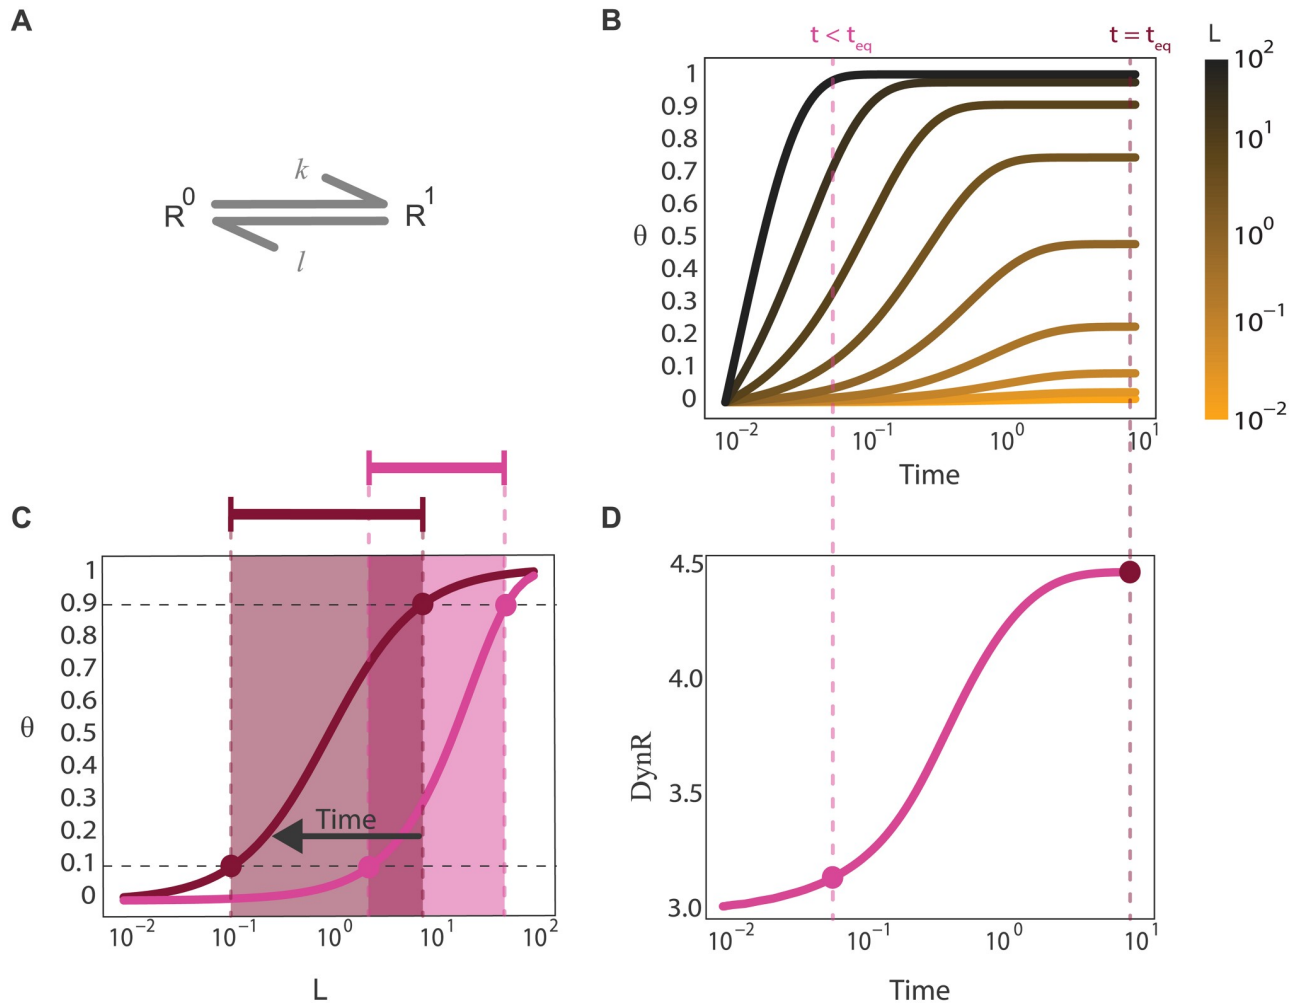 A
k
R⁰ R¹
l
B
t < t_eq t = t_eq
L
1
0.9
0.8
0.7
0.6
0.5
0.4
0.3
0.2
0.1
0
θ
10⁻² 10⁻¹ 10⁰ 10¹
Time
10²
10¹
10⁰
10⁻¹
10⁻²
C
1
0.9
0.8
0.7
0.6
0.5
0.4
0.3
0.2
0.1
0
θ
Time
10⁻² 10⁻¹ 10⁰ 10¹ 10²
L
D
4.5
4.0
3.5
3.0
DynR
10⁻² 10⁻¹ 10⁰ 10¹
Time